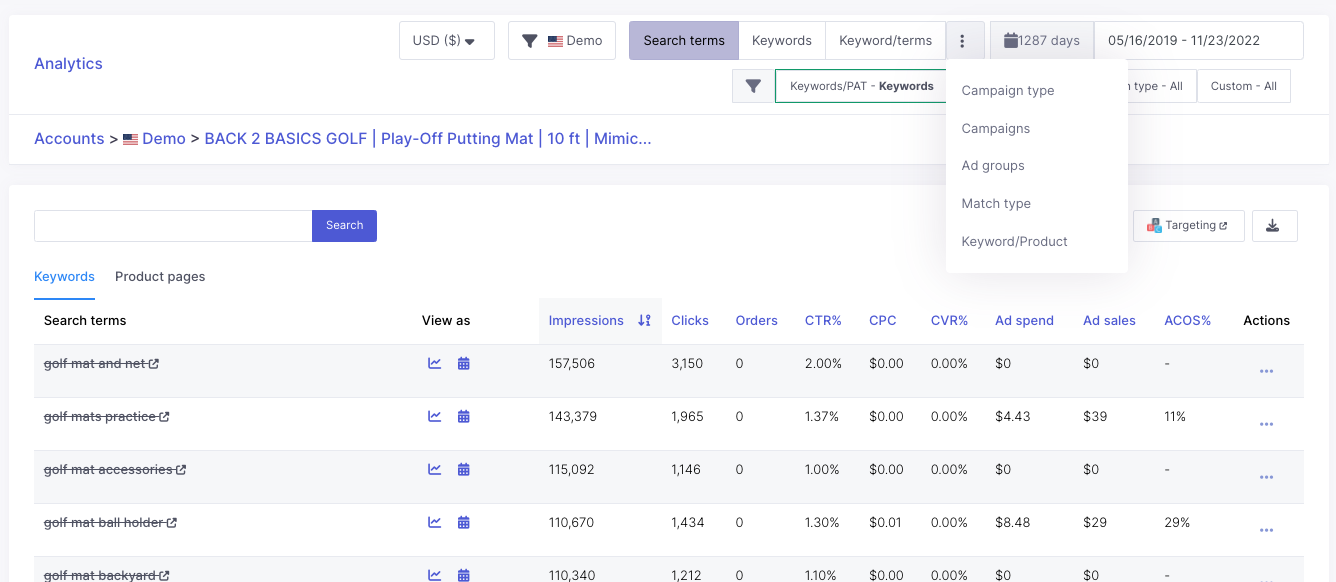 USD ($) Demo Search terms Keywords Keyword/terms 1287 days 05/16/2019 - 11/23/2022
Analytics
Keywords/PAT - Keywords type - All Custom - All
Campaign type
Campaigns
Ad groups
Match type
Keyword/Product
Accounts > Demo > BACK 2 BASICS GOLF | Play-Off Putting Mat | 10 ft | Mimic...
Search Targeting
Keywords Product pages
Search terms View as Impressions Clicks Orders CTR% CPC CVR% Ad spend Ad sales ACOS% Actions
golf mat and net 157,506 3,150 0 2.00% $0.00 0.00% $0 $0 -
golf mats practice 143,379 1,965 0 1.37% $0.00 0.00% $4.43 $39 11%
golf mat accessories 115,092 1,146 0 1.00% $0.00 0.00% $0 $0 -
golf mat ball holder 110,670 1,434 0 1.30% $0.01 0.00% $8.48 $29 29%
golf mat backyard 110,340 1,212 0 1.10% $0.00 0.00% $0 $0 -